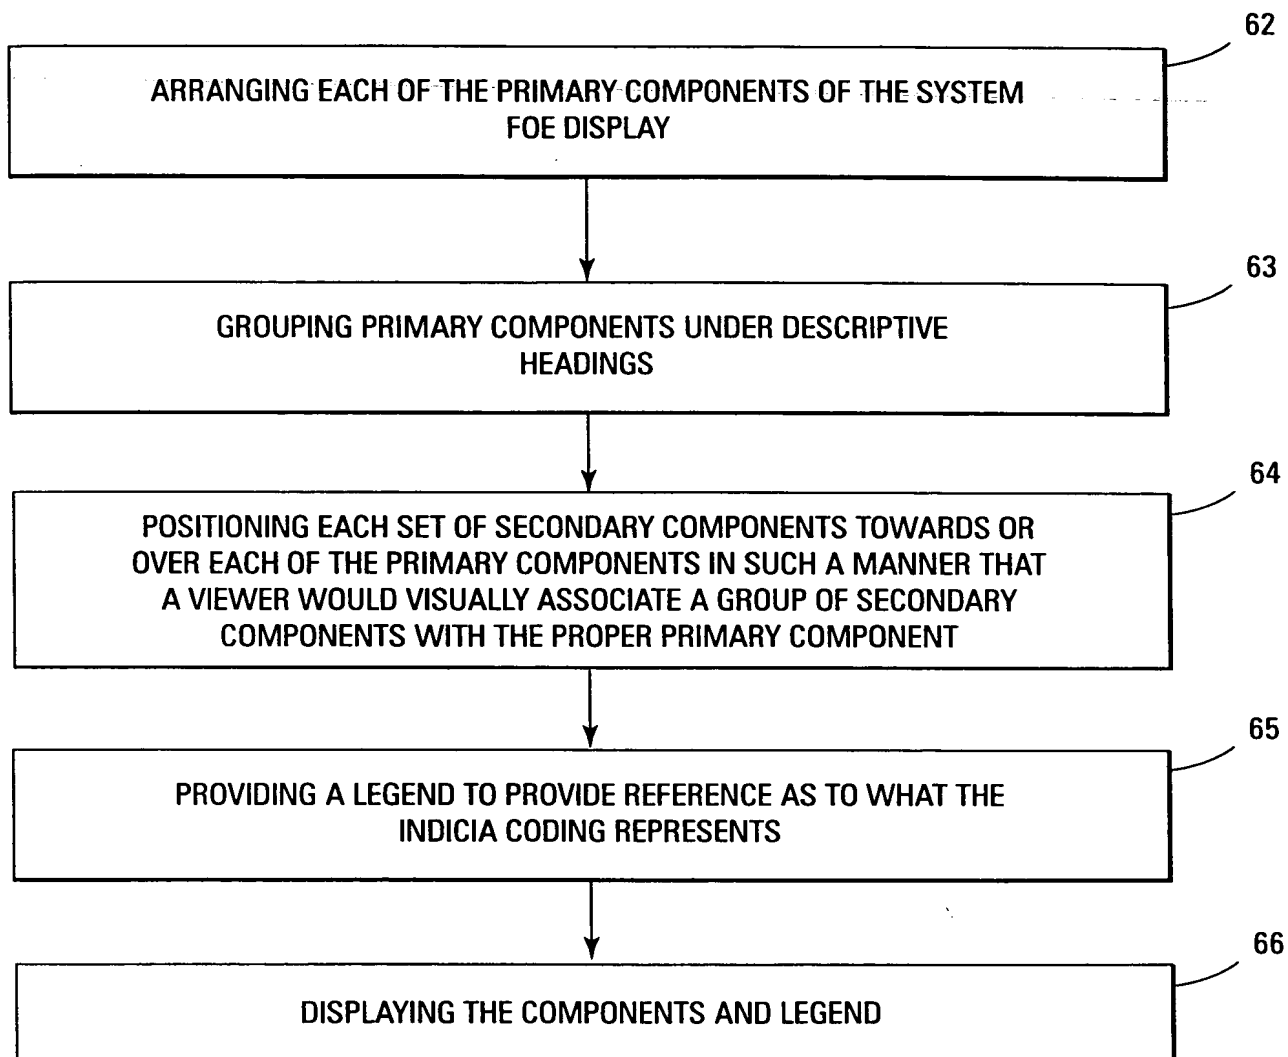 62
ARRANGING EACH OF THE PRIMARY COMPONENTS OF THE SYSTEM
FOE DISPLAY
63
GROUPING PRIMARY COMPONENTS UNDER DESCRIPTIVE
HEADINGS
64
POSITIONING EACH SET OF SECONDARY COMPONENTS TOWARDS OR
OVER EACH OF THE PRIMARY COMPONENTS IN SUCH A MANNER THAT
A VIEWER WOULD VISUALLY ASSOCIATE A GROUP OF SECONDARY
COMPONENTS WITH THE PROPER PRIMARY COMPONENT
65
PROVIDING A LEGEND TO PROVIDE REFERENCE AS TO WHAT THE
INDICIA CODING REPRESENTS
66
DISPLAYING THE COMPONENTS AND LEGEND